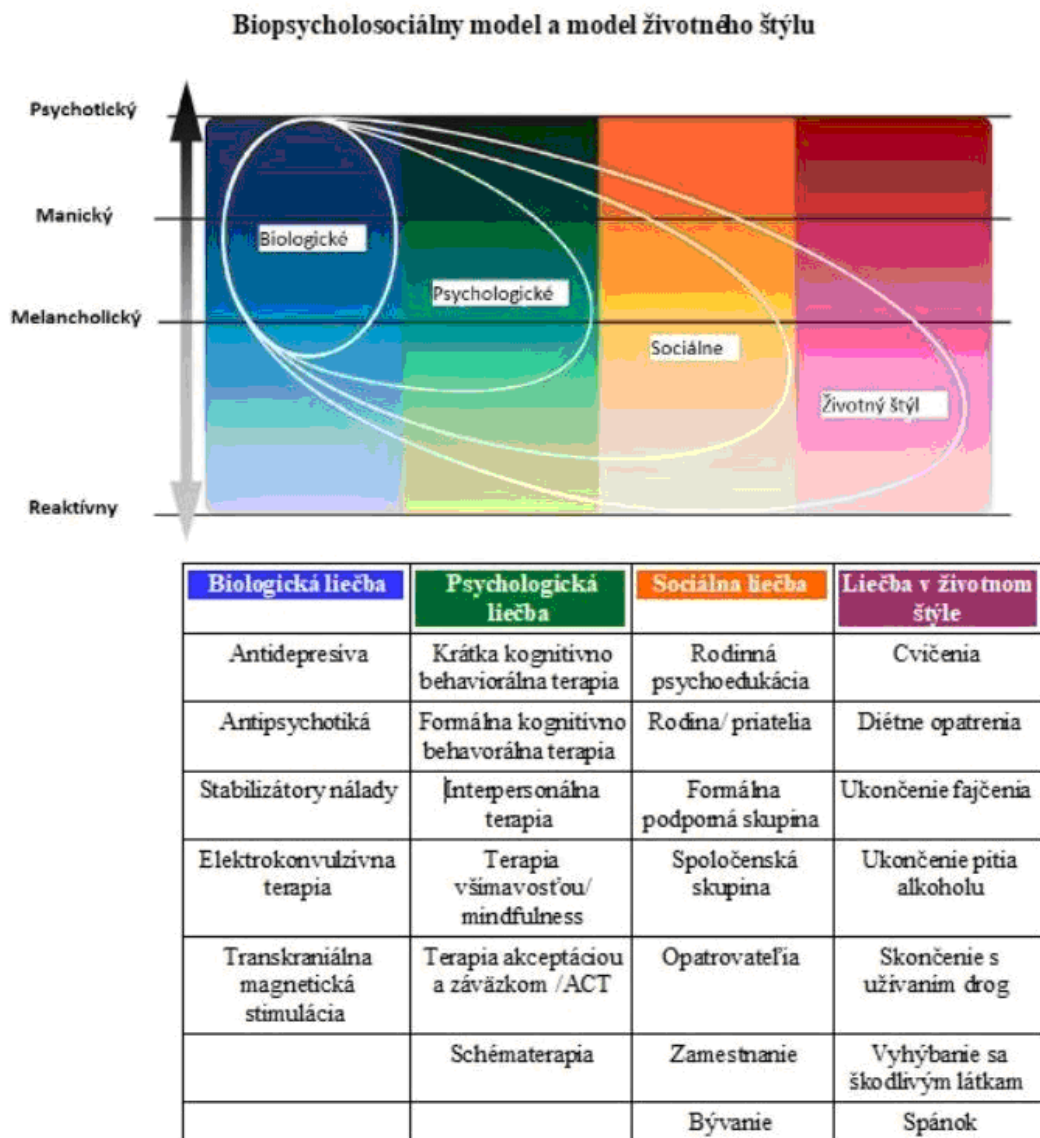 Biopsycholosociálny model a model životného štýlu
Psychotický
Manický
Biologické
Psychologické
Melancholický
Sociálne
Životný štýl
Reaktívny
Biologická liečba
Psychologická
liečba
Sociálna liečba
Liečba v životnom
štýle
Antidepresiva
Krátka kognitivno
behaviorálna terapia
Rodinná
psychoedukácia
Cvičenia
Antipsychotiká
Formálna kognitívno
behavorálna terapia
Rodina/ priatelia
Diétne opatrenia
Stabilizátory nálady
Interpersonálna
terapia
Formálna
podporná skupina
Ukončenie fajčenia
Elektrokonvulzívna
terapia
Terapia
všímavosťou/
mindfulness
Spoločenská
skupina
Ukončenie pitia
alkoholu
Transkraniálna
magnetická
stimulácia
Terapia akceptáciou
a záväzkom /ACT
Opatrovateľia
Skončenie s
užívaním drog
Schématerapia
Zamestnanie
Vyhýbanie sa
škodlivým látkam
Bývanie
Spánok